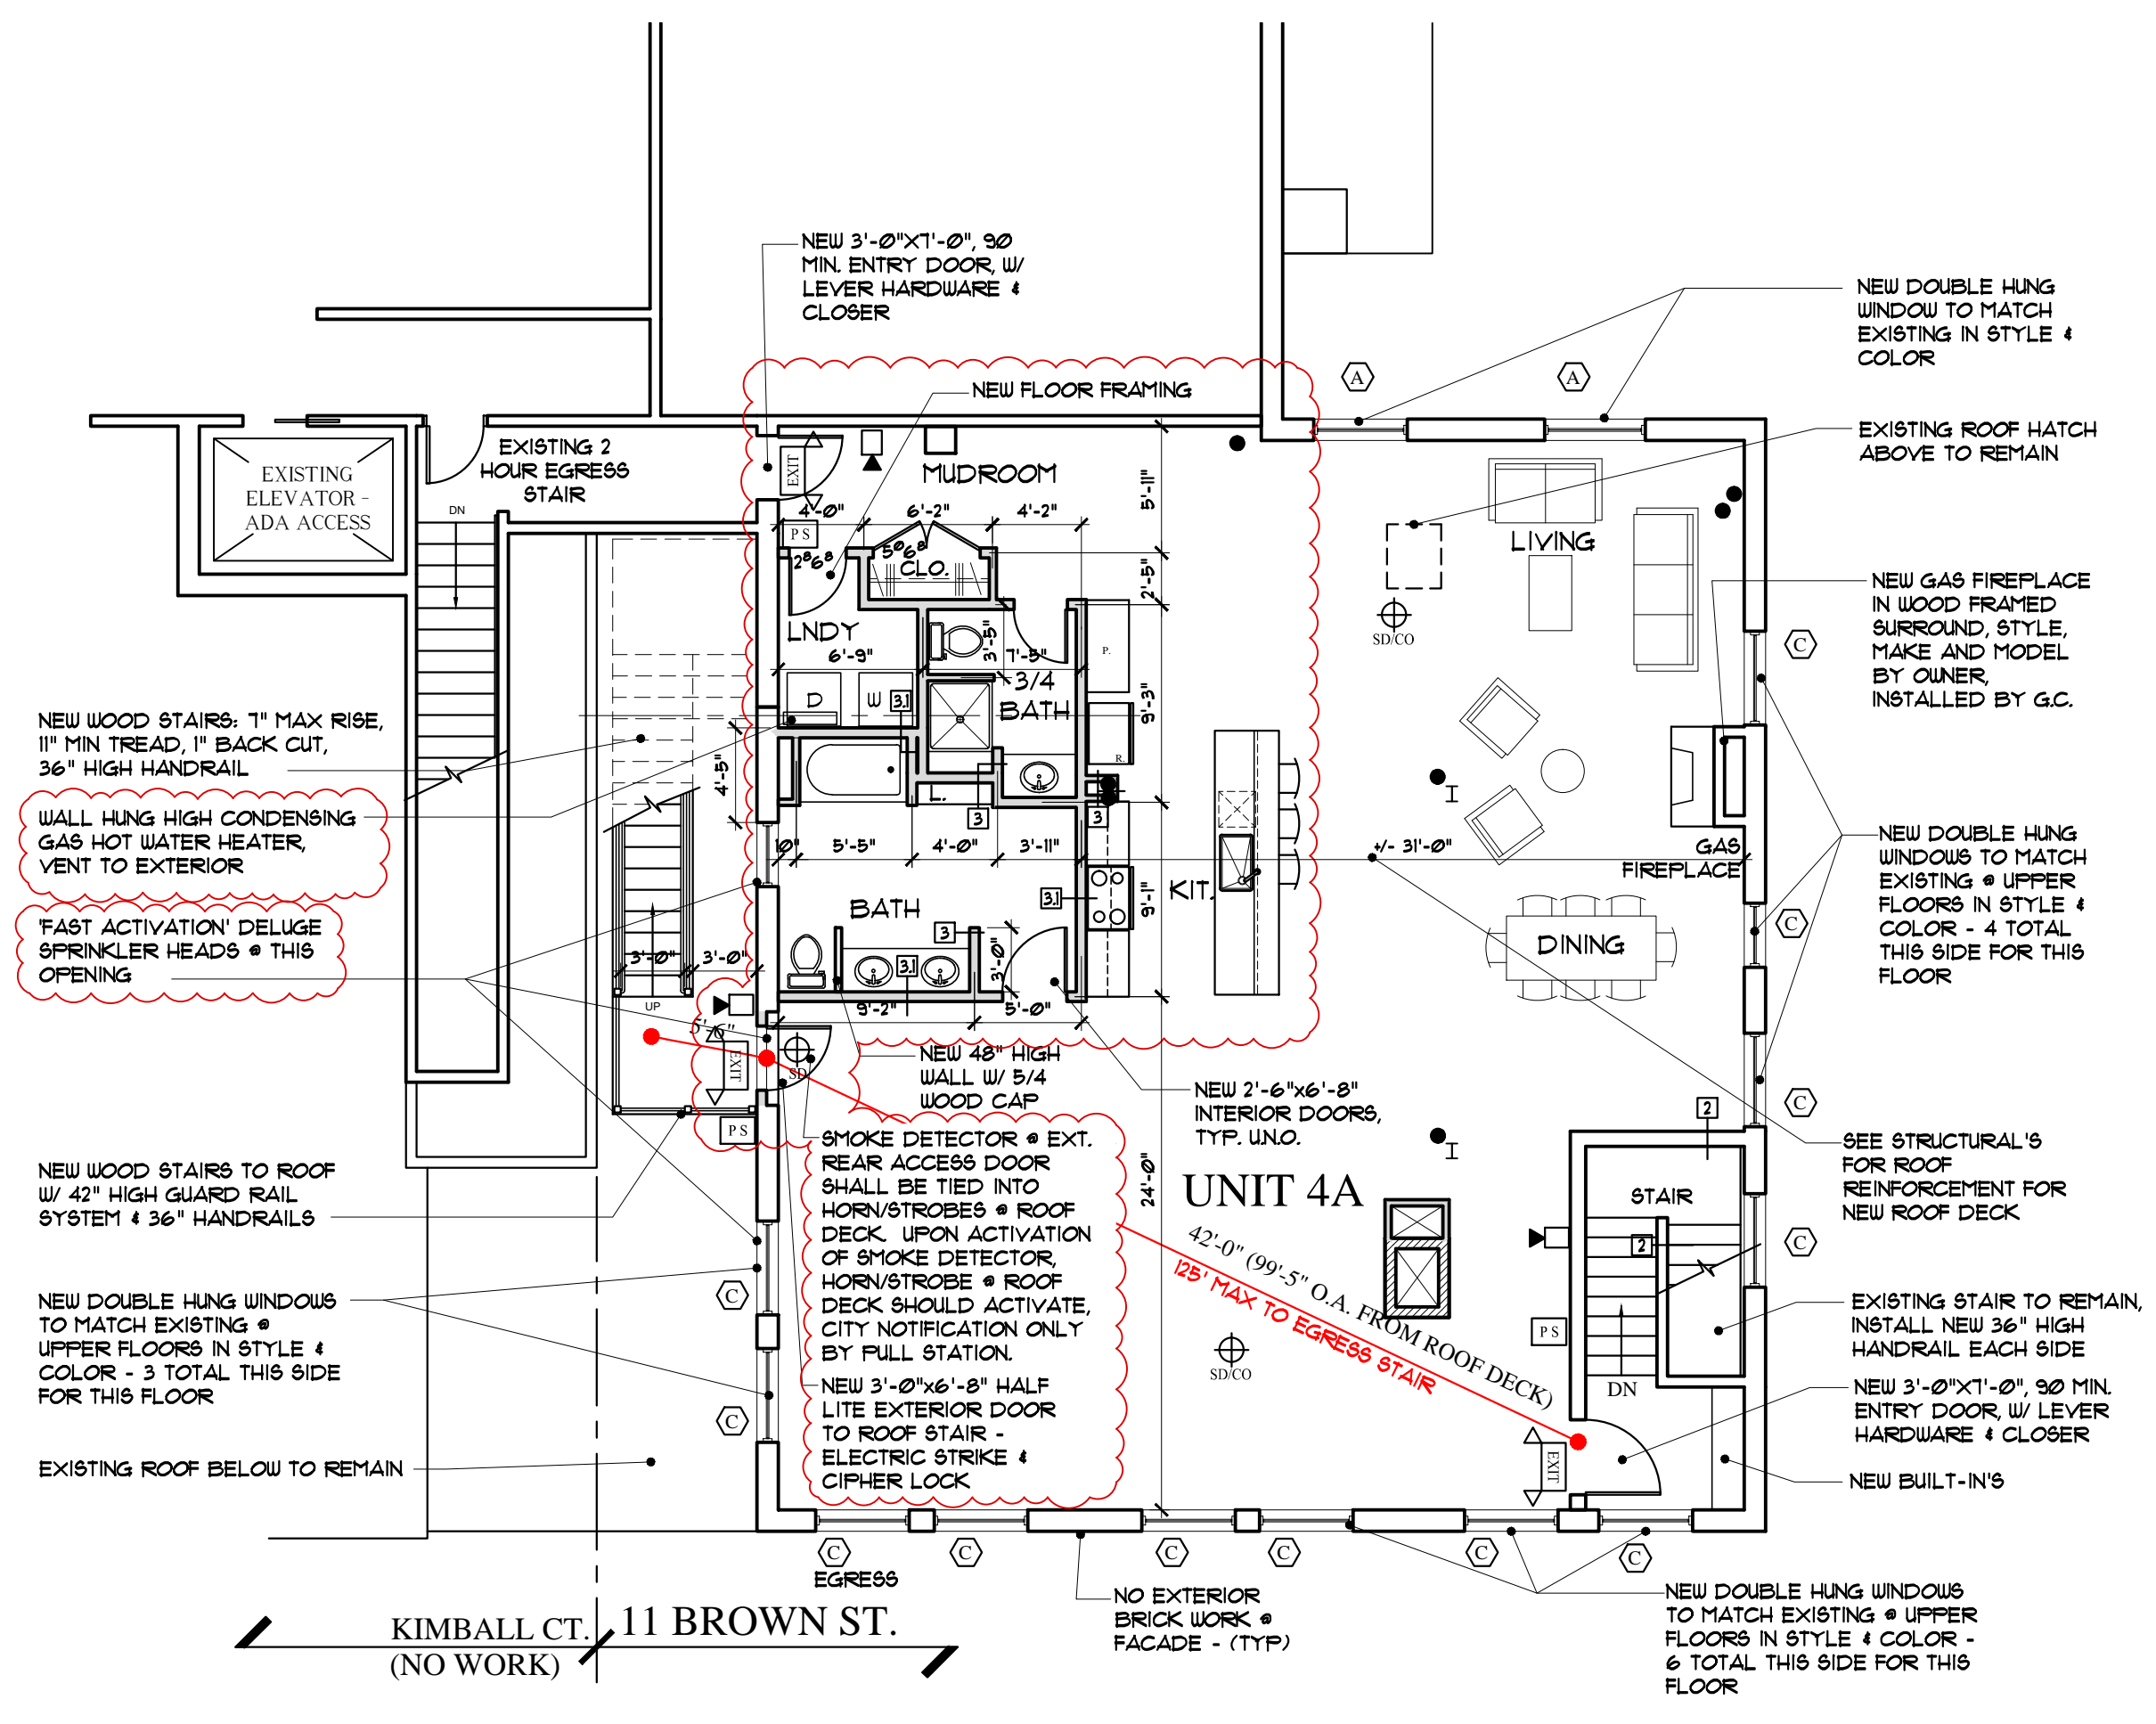 NEW 3'-0"X7'-0", 90
MIN. ENTRY DOOR, W/
LEVER HARDWARE &
CLOSER
NEW FLOOR FRAMING
NEW DOUBLE HUNG
WINDOW TO MATCH
EXISTING IN STYLE &
COLOR
A
A
EXISTING ROOF HATCH
ABOVE TO REMAIN
EXISTING 2
HOUR EGRESS
STAIR
EXISTING
ELEVATOR -
ADA ACCESS
DN
EXIT
MUDROOM
4'-0"
6'-2"
4'-2"
5'-11"
P S
2⁸6⁸
5⁰6⁸
CLO.
2'-5"
LIVING
SD/CO
LNDY
6'-9"
3'-5"
7'-5"
3/4
BATH
P.
R.
9'-3"
D
W
3.1
C
NEW GAS FIREPLACE
IN WOOD FRAMED
SURROUND, STYLE,
MAKE AND MODEL
BY OWNER,
INSTALLED BY G.C.
NEW WOOD STAIRS: 7" MAX RISE,
11" MIN TREAD, 1" BACK CUT,
36" HIGH HANDRAIL
4'-5"
L.
3
3
WALL HUNG HIGH CONDENSING
GAS HOT WATER HEATER,
VENT TO EXTERIOR
10"
5'-5"
4'-0"
3'-11"
+/- 31'-0"
GAS
FIREPLACE
NEW DOUBLE HUNG
WINDOWS TO MATCH
EXISTING @ UPPER
FLOORS IN STYLE &
COLOR - 4 TOTAL
THIS SIDE FOR THIS
FLOOR
'FAST ACTIVATION' DELUGE
SPRINKLER HEADS @ THIS
OPENING
BATH
3.1
9'-1"
KIT.
3
3.1
3'-0"
DINING
C
3'-0"
3'-0"
UP
9'-2"
5'-0"
5'-6"
EXIT
SD
P S
NEW 48" HIGH
WALL W/ 5/4
WOOD CAP
NEW 2'-6"x6'-8"
INTERIOR DOORS,
TYP. U.N.O.
C
2
SEE STRUCTURAL'S
FOR ROOF
REINFORCEMENT FOR
NEW ROOF DECK
NEW WOOD STAIRS TO ROOF
W/ 42" HIGH GUARD RAIL
SYSTEM & 36" HANDRAILS
SMOKE DETECTOR @ EXT.
REAR ACCESS DOOR
SHALL BE TIED INTO
HORN/STROBES @ ROOF
DECK. UPON ACTIVATION
OF SMOKE DETECTOR,
HORN/STROBE @ ROOF
DECK SHOULD ACTIVATE,
CITY NOTIFICATION ONLY
BY PULL STATION.
24'-0"
UNIT 4A
STAIR
2
C
42'-0" (99'-5" O.A. FROM ROOF DECK)
125' MAX TO EGRESS STAIR
SD/CO
P S
DN
C
NEW DOUBLE HUNG WINDOWS
TO MATCH EXISTING @
UPPER FLOORS IN STYLE &
COLOR - 3 TOTAL THIS SIDE
FOR THIS FLOOR
C
NEW 3'-0"x6'-8" HALF
LITE EXTERIOR DOOR
TO ROOF STAIR -
ELECTRIC STRIKE &
CIPHER LOCK
EXISTING STAIR TO REMAIN,
INSTALL NEW 36" HIGH
HANDRAIL EACH SIDE
NEW 3'-0"X7'-0", 90 MIN.
ENTRY DOOR, W/ LEVER
HARDWARE & CLOSER
EXIT
NEW BUILT-IN'S
EXISTING ROOF BELOW TO REMAIN
C
C
C
C
C
C
EGRESS
NO EXTERIOR
BRICK WORK @
FACADE - (TYP)
NEW DOUBLE HUNG WINDOWS
TO MATCH EXISTING @ UPPER
FLOORS IN STYLE & COLOR -
6 TOTAL THIS SIDE FOR THIS
FLOOR
KIMBALL CT.
(NO WORK)
11 BROWN ST.